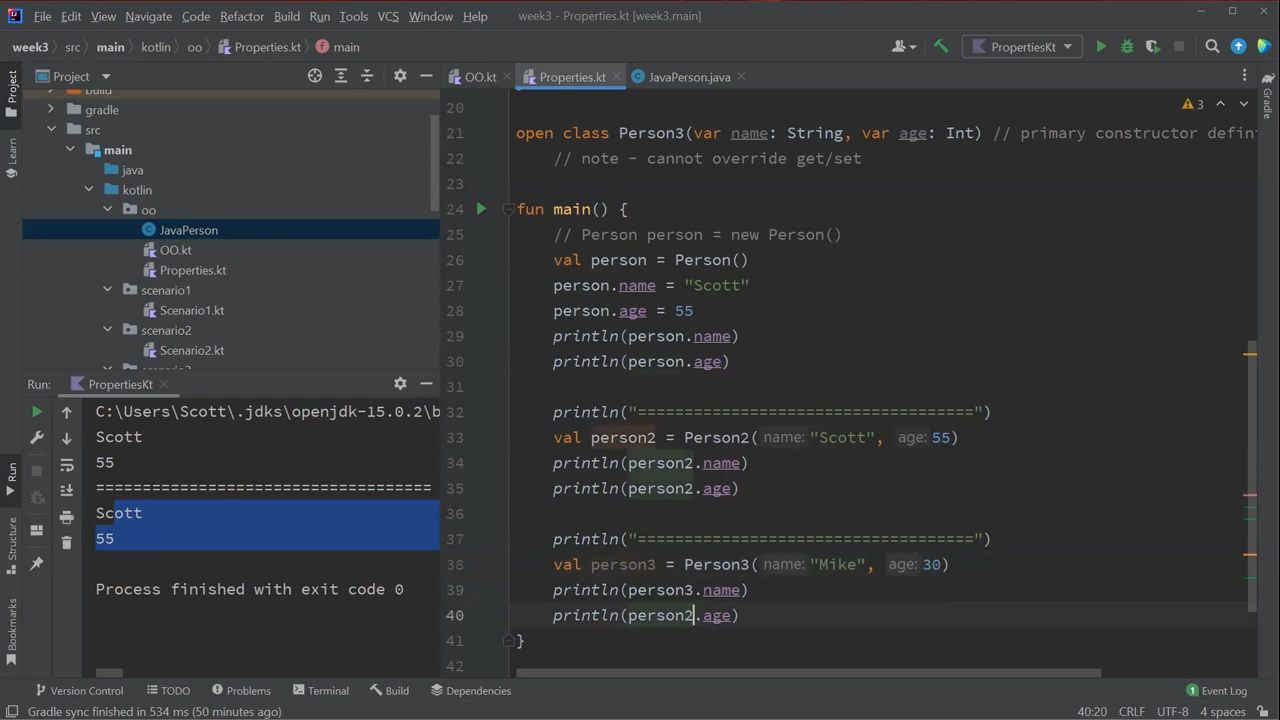 File Edit View Navigate Code Refactor Build Run Tools VCS Window Help week3 - Properties.kt [week3.main]
week3 src main kotlin oo Properties.kt main PropertiesKt
Project OO.kt Properties.kt JavaPerson.java
build
gradle
src
main
java
kotlin
oo
JavaPerson
OO.kt
Properties.kt
scenario1
Scenario1.kt
scenario2
Scenario2.kt
3
20
21 open class Person3(var name: String, var age: Int) // primary constructor defin
22 // note - cannot override get/set
23
24 fun main() {
25 // Person person = new Person()
26 val person = Person()
27 person.name = "Scott"
28 person.age = 55
29 println(person.name)
30 println(person.age)
31
32 println("====================================")
33 val person2 = Person2( name: "Scott", age: 55)
34 println(person2.name)
35 println(person2.age)
36
37 println("====================================")
38 val person3 = Person3( name: "Mike", age: 30)
39 println(person3.name)
40 println(person2.age)
41 }
42
Run: PropertiesKt
C:\Users\Scott\.jdks\openjdk-15.0.2\b
Scott
55
====================================
Scott
55
Process finished with exit code 0
Project
Learn
Run
Structure
Bookmarks
Gradle
Version Control TODO Problems Terminal Build Dependencies Event Log
Gradle sync finished in 534 ms (50 minutes ago) 40:20 CRLF UTF-8 4 spaces